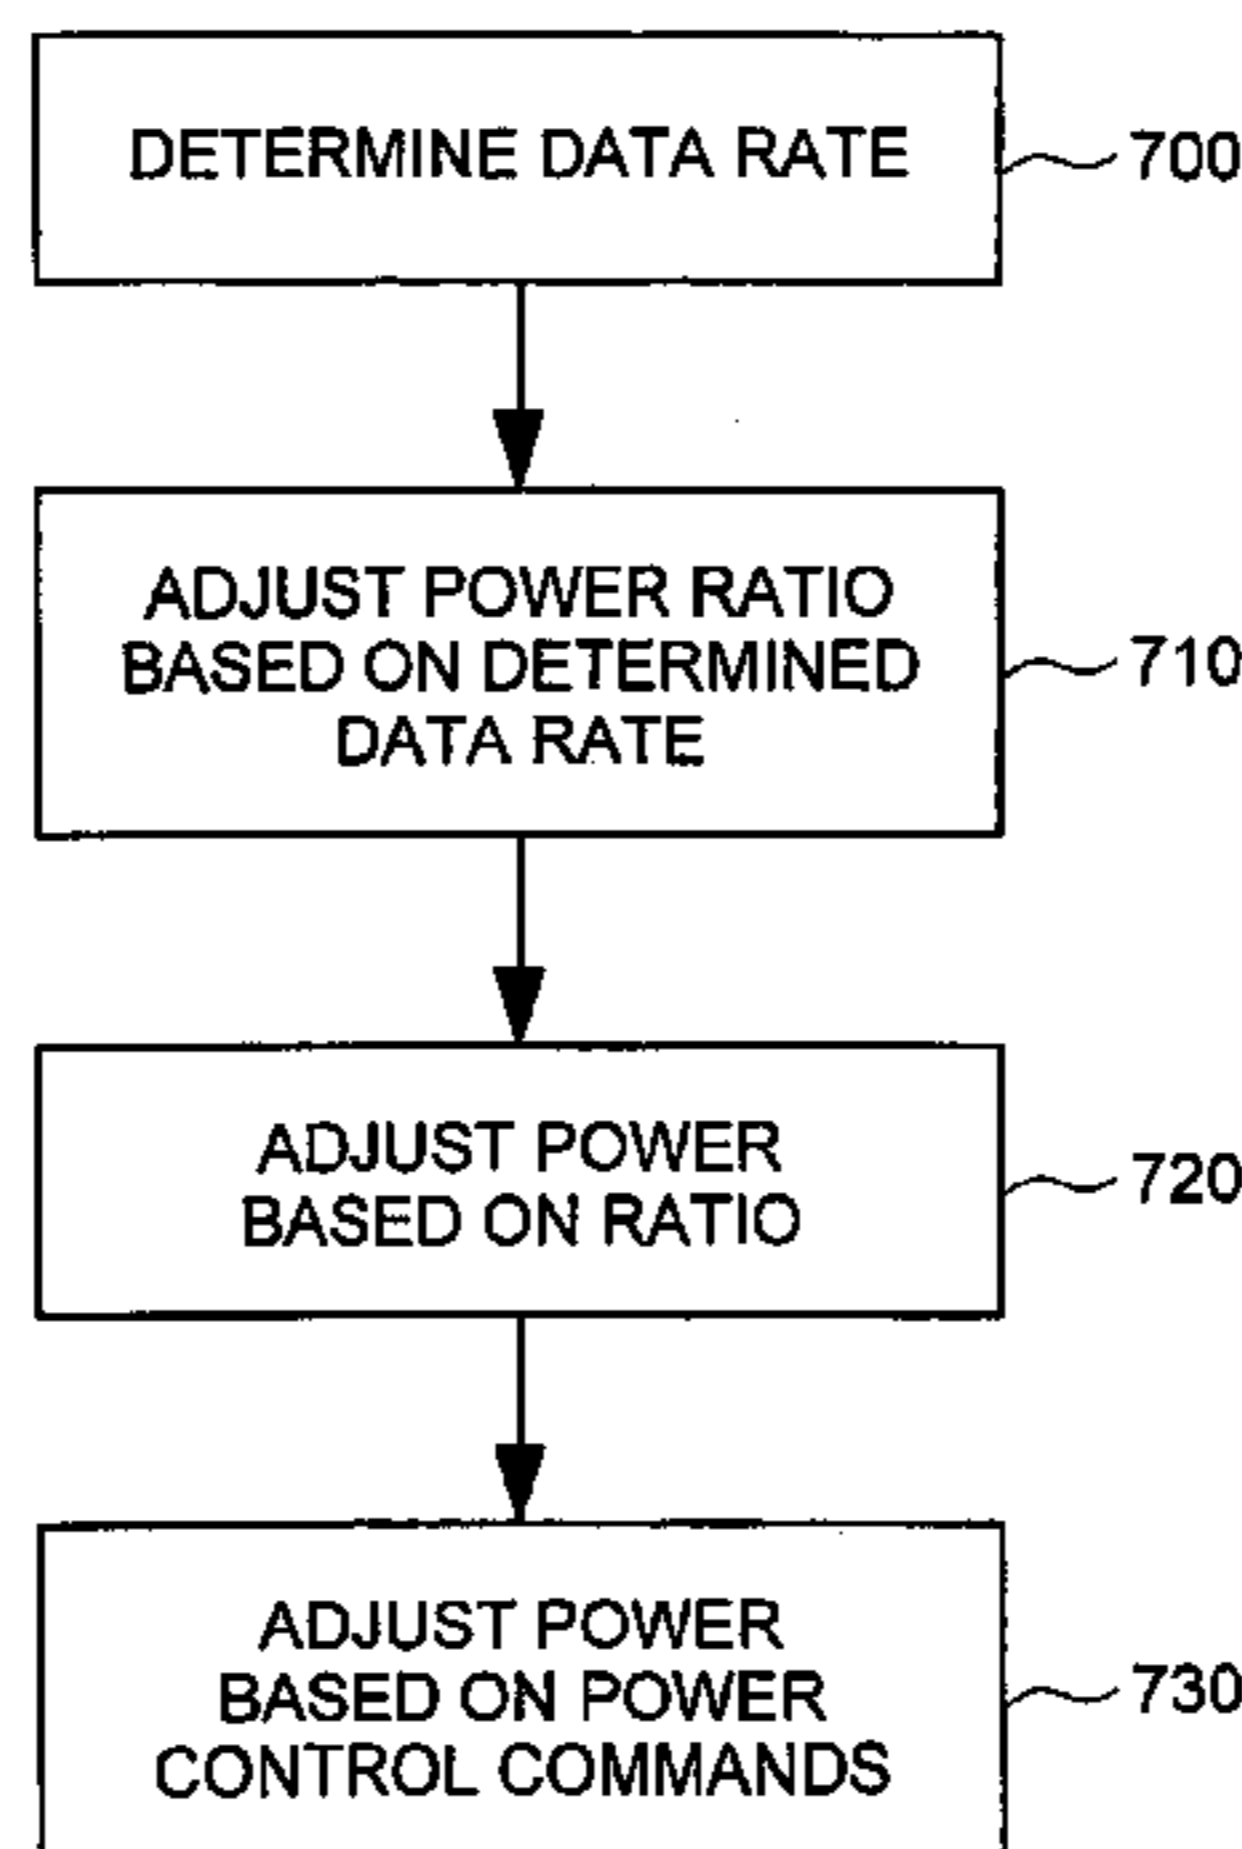 DETERMINE DATA RATE
700
ADJUST POWER RATIO
BASED ON DETERMINED
DATA RATE
710
ADJUST POWER
BASED ON RATIO
720
ADJUST POWER
BASED ON POWER
CONTROL COMMANDS
730